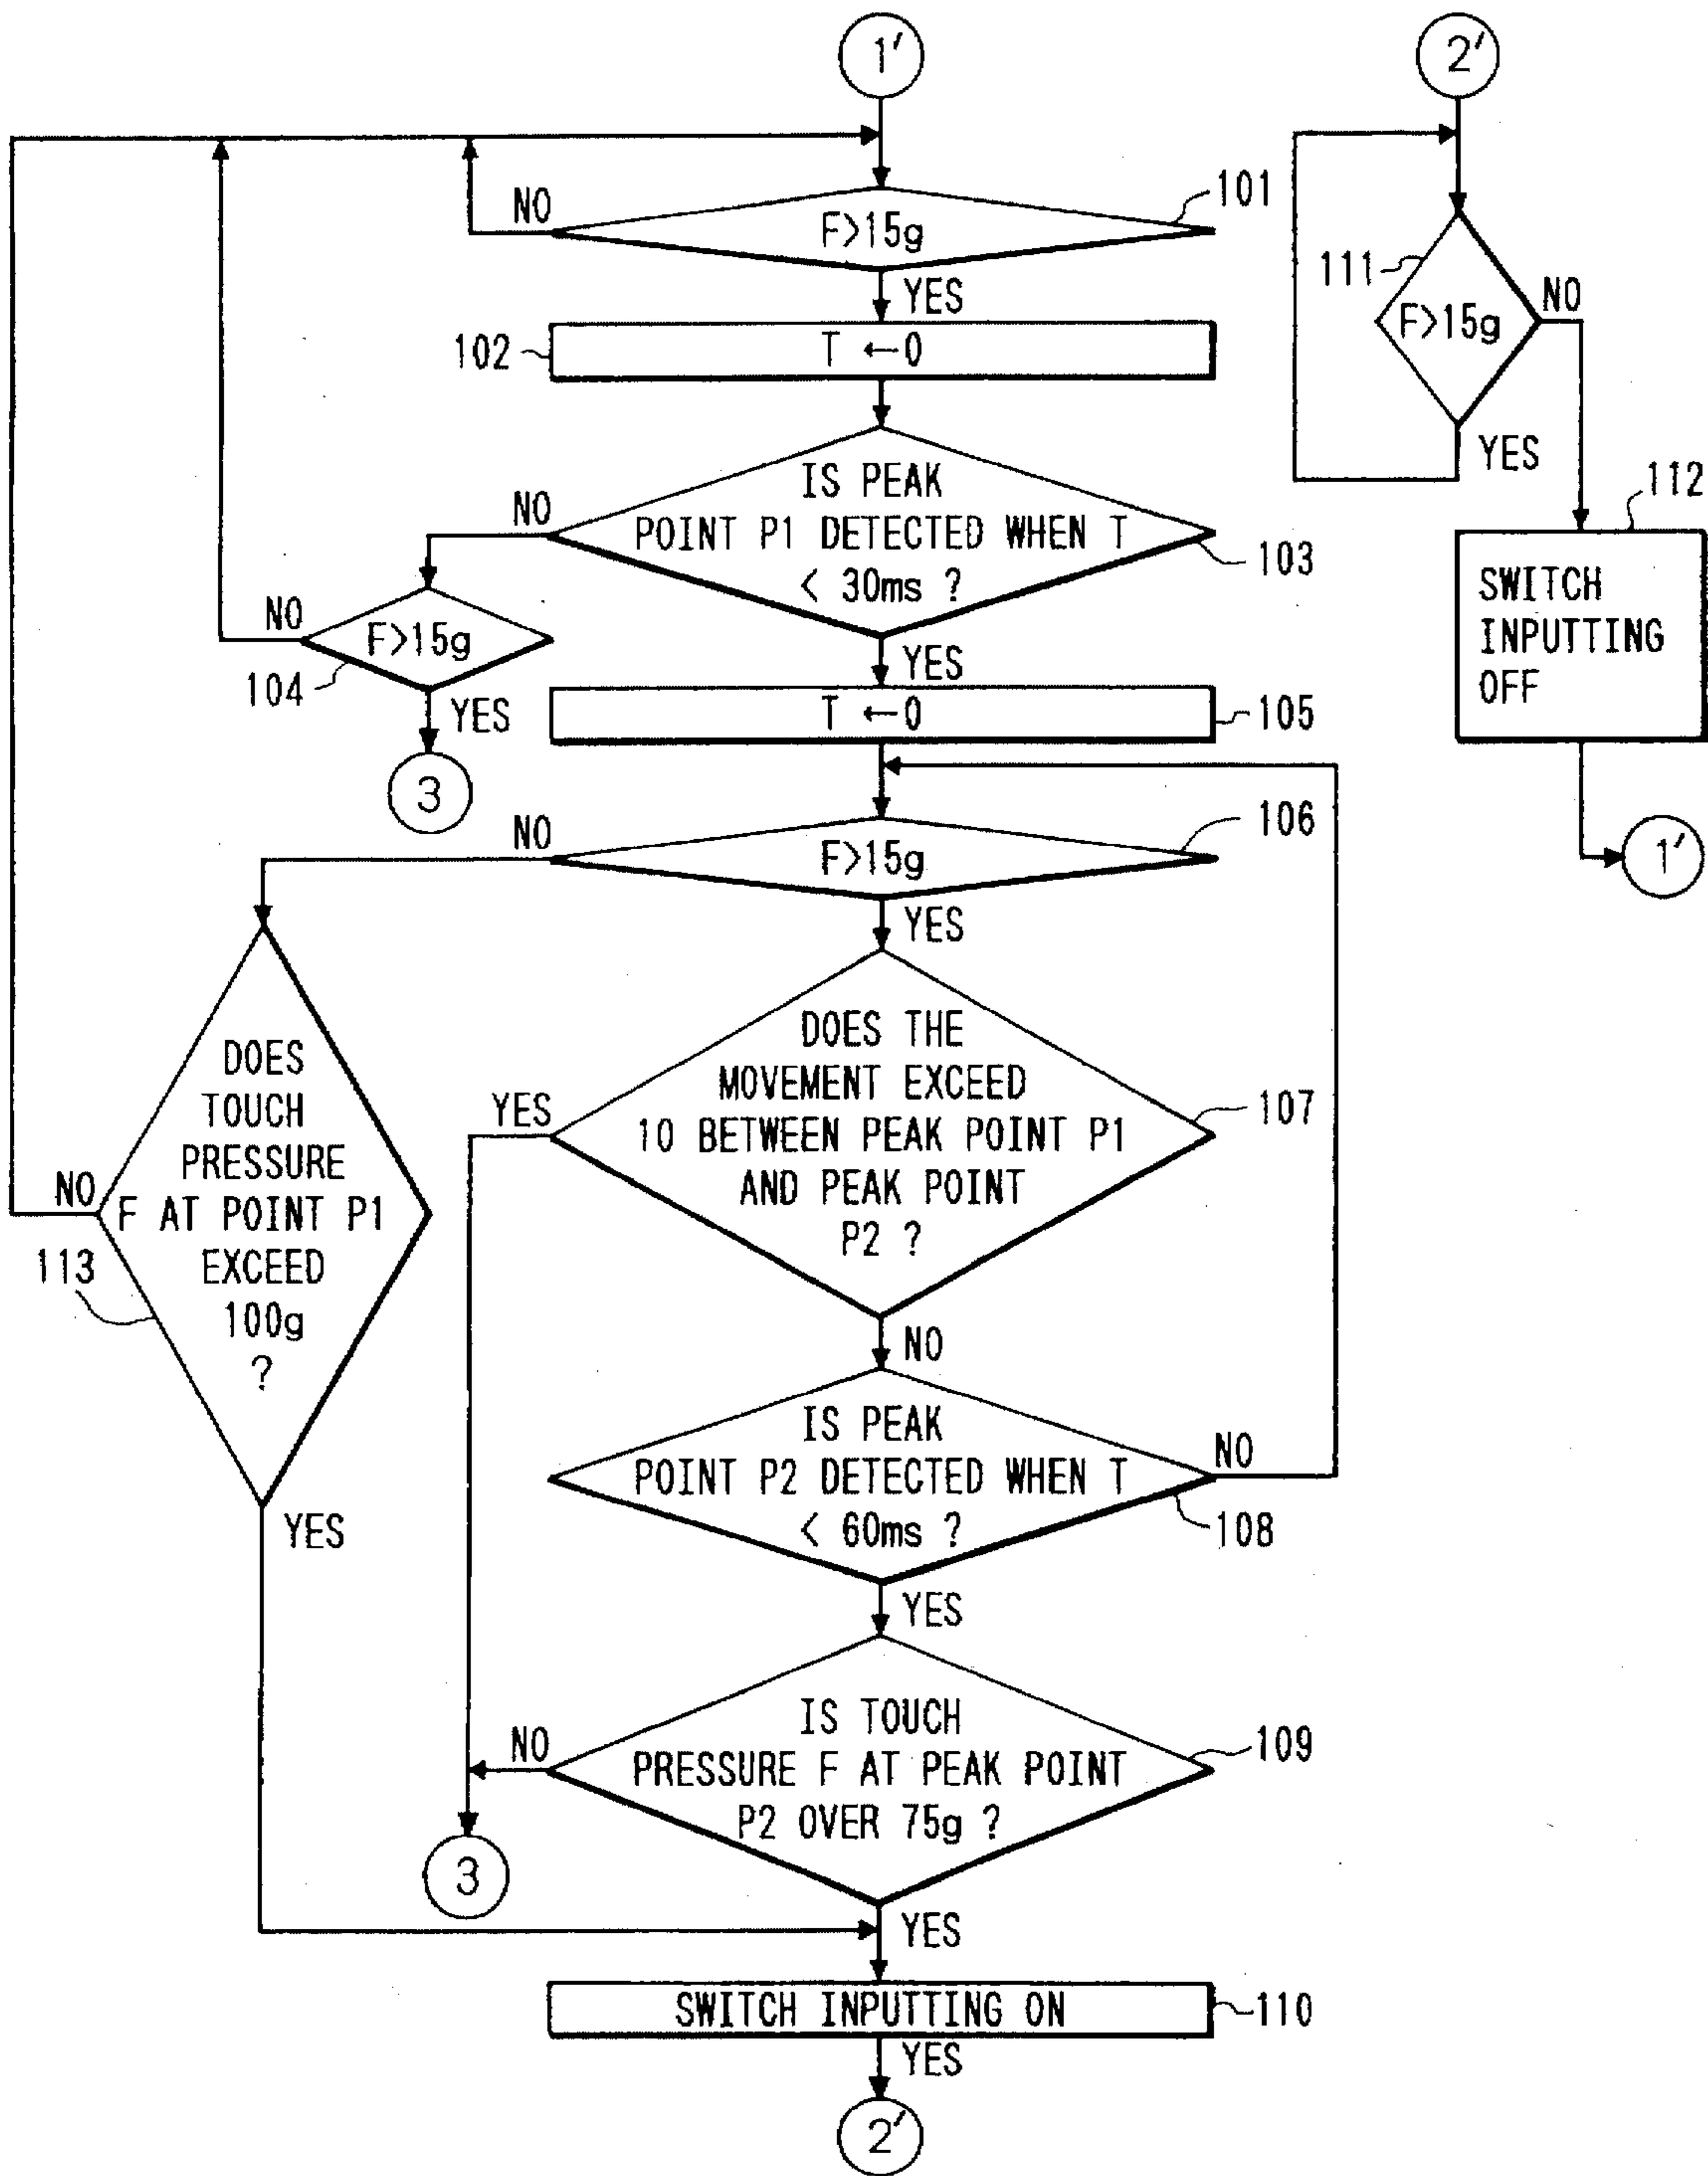 1′
2′
NO
F>15g
101
YES
102
T ←0
111
F>15g
NO
YES
IS PEAK
POINT P1 DETECTED WHEN T
< 30ms ?
NO
103
112
SWITCH
INPUTTING
OFF
NO
F>15g
104
YES
3
YES
T ←0
105
1′
NO
F>15g
106
YES
DOES
TOUCH
PRESSURE
F AT POINT P1
EXCEED
100g
?
NO
113
YES
DOES THE
MOVEMENT EXCEED
10 BETWEEN PEAK POINT P1
AND PEAK POINT
P2 ?
YES
107
NO
IS PEAK
POINT P2 DETECTED WHEN T
< 60ms ?
NO
108
YES
IS TOUCH
PRESSURE F AT PEAK POINT
P2 OVER 75g ?
NO
109
3
YES
SWITCH INPUTTING ON
110
YES
2′